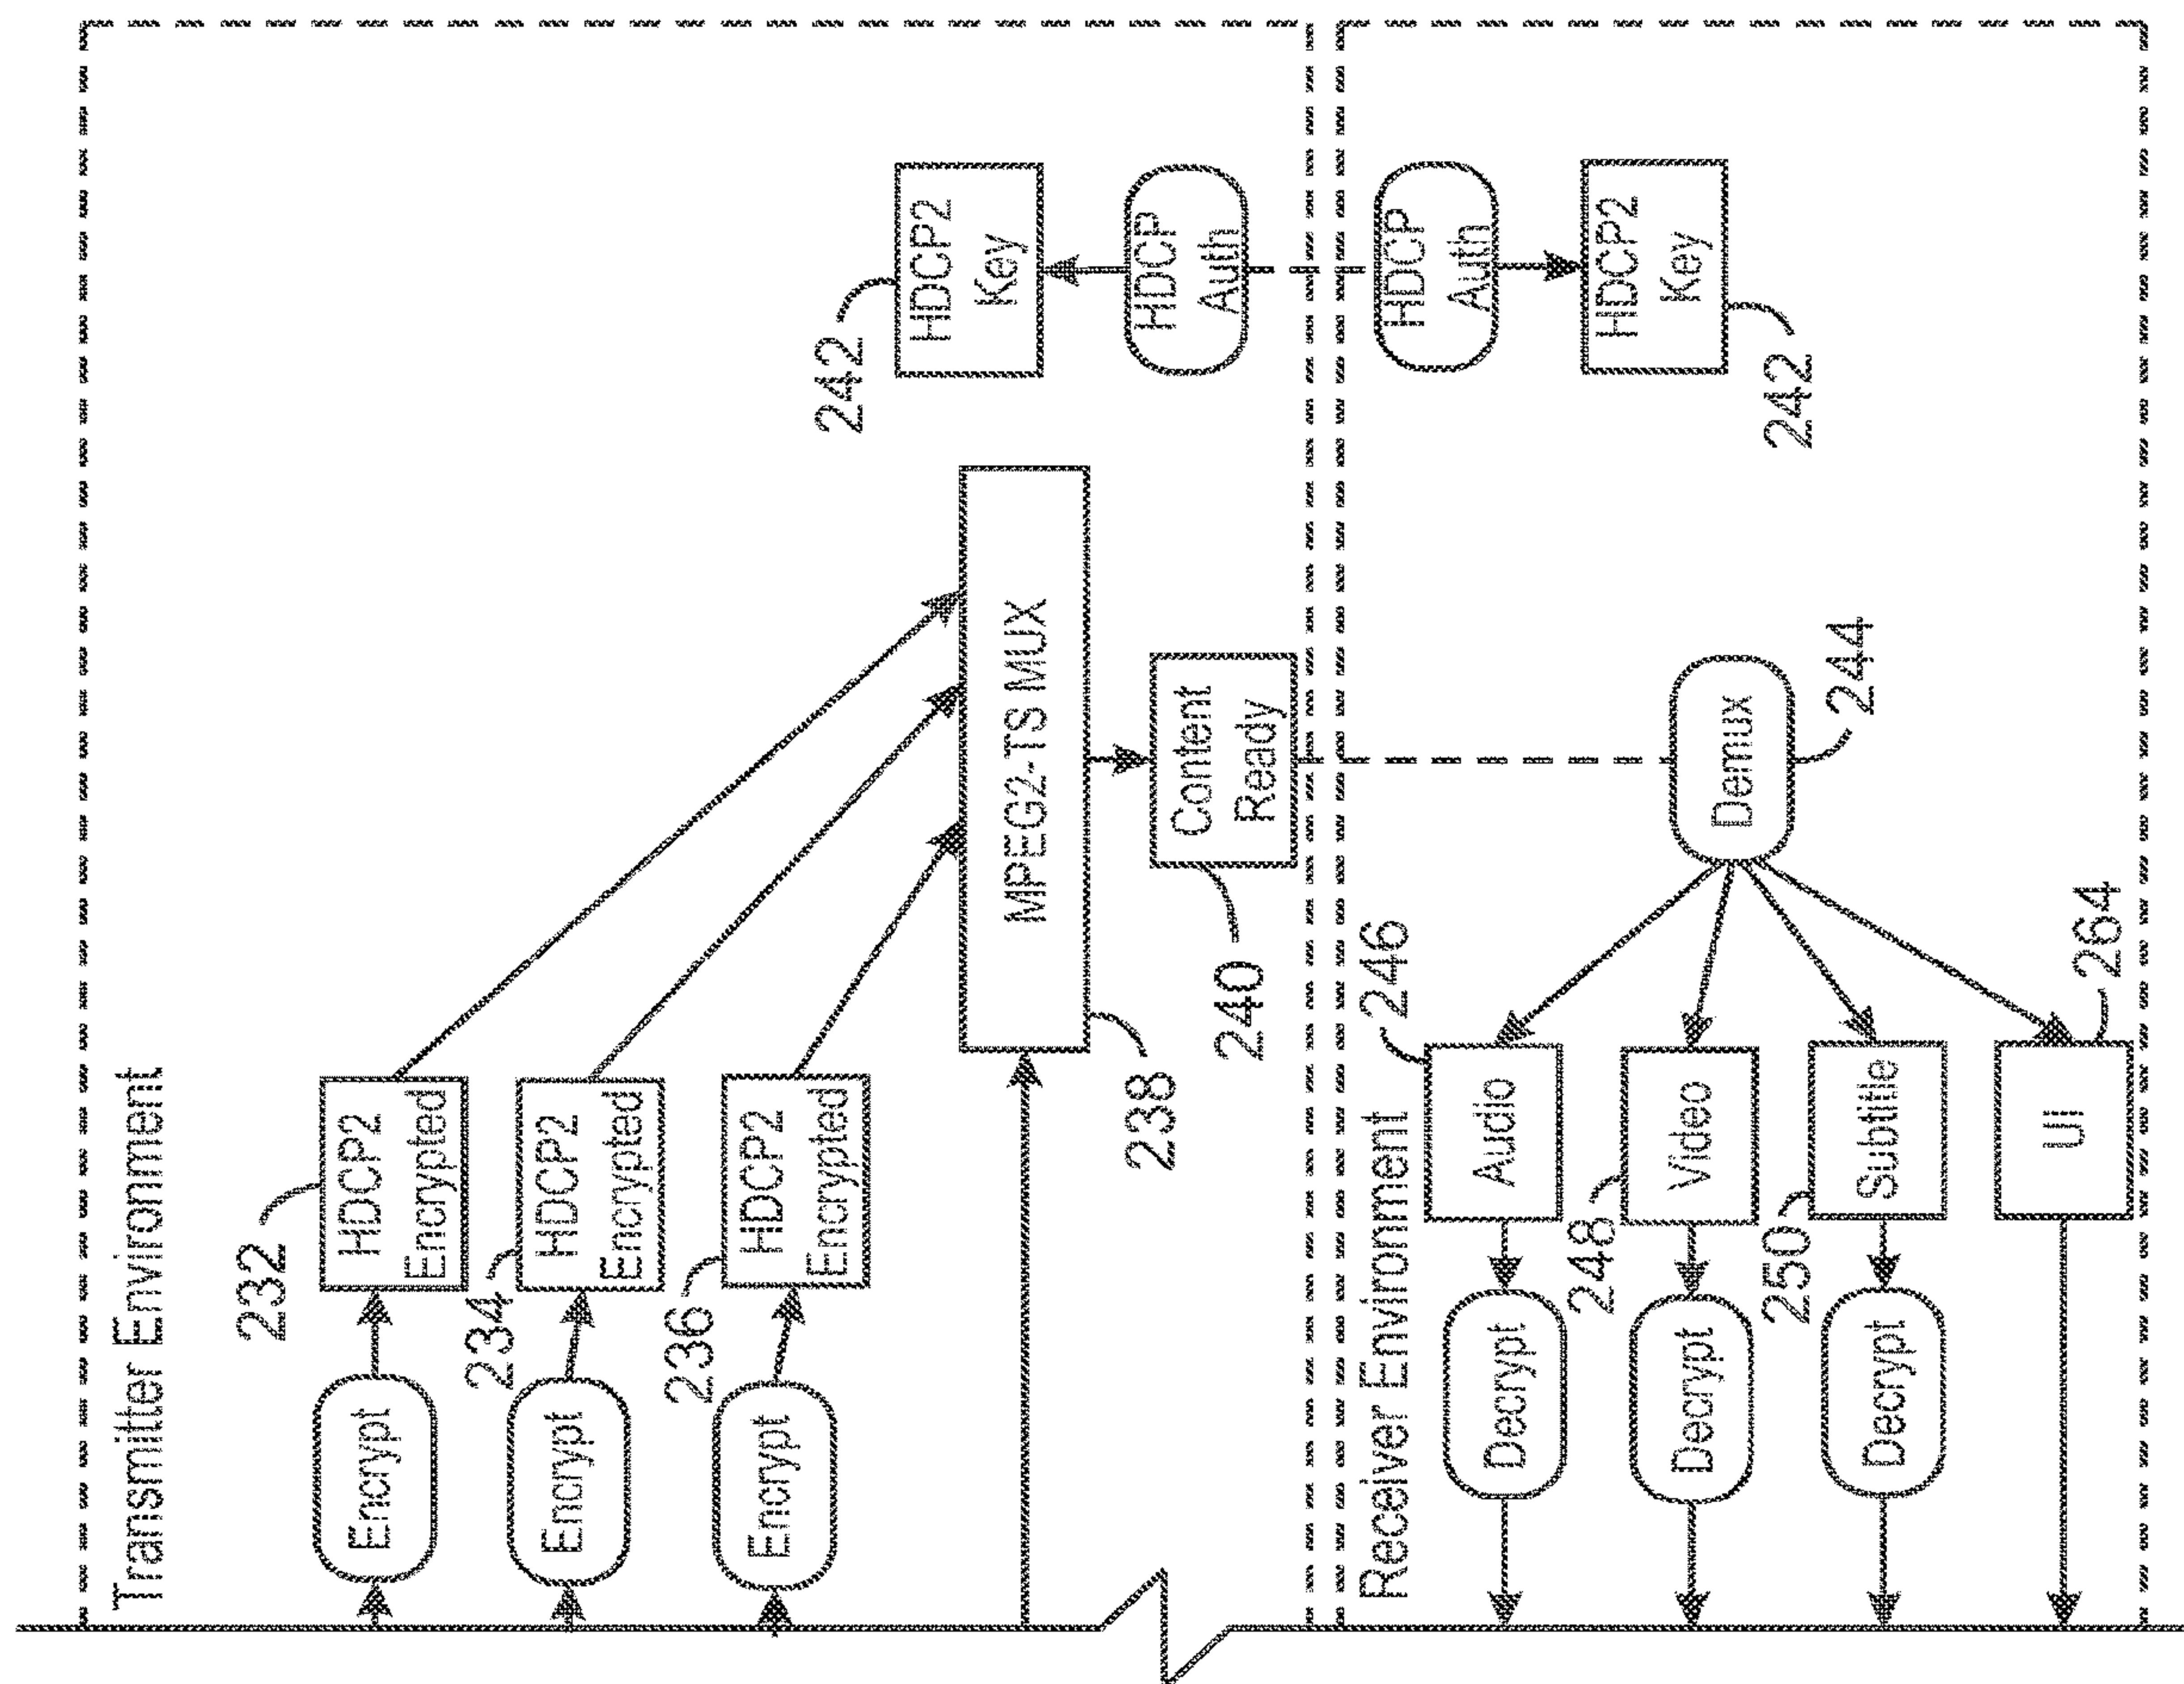 Transmitter Environment
Encrypt
232
HDCP2
Encrypted
Encrypt
234
HDCP2
Encrypted
Encrypt
236
HDCP2
Encrypted
238
MPEG2-TS MUX
240
Content
Ready
242
HDCP2
Key
HDCP
Auth
Receiver Environment
HDCP
Auth
HDCP2
Key
242
Demux
244
246
Audio
Decrypt
248
Video
Decrypt
250
Subtitle
Decrypt
264
UI